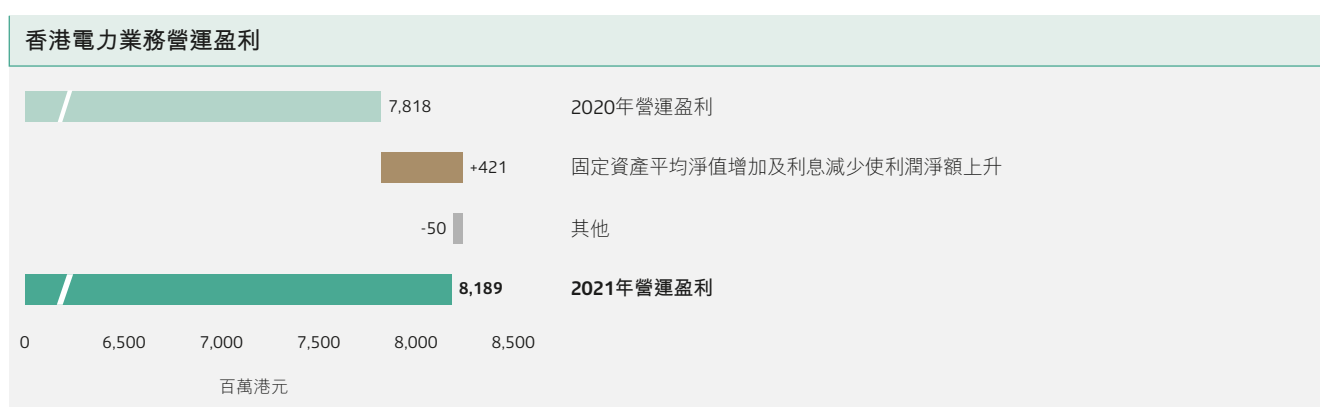 香港電力業務營運盈利
7,818 2020年營運盈利
+421 固定資產平均淨值增加及利息減少使利潤淨額上升
-50 其他
8,189 2021年營運盈利
0 6,500 7,000 7,500 8,000 8,500
百萬港元